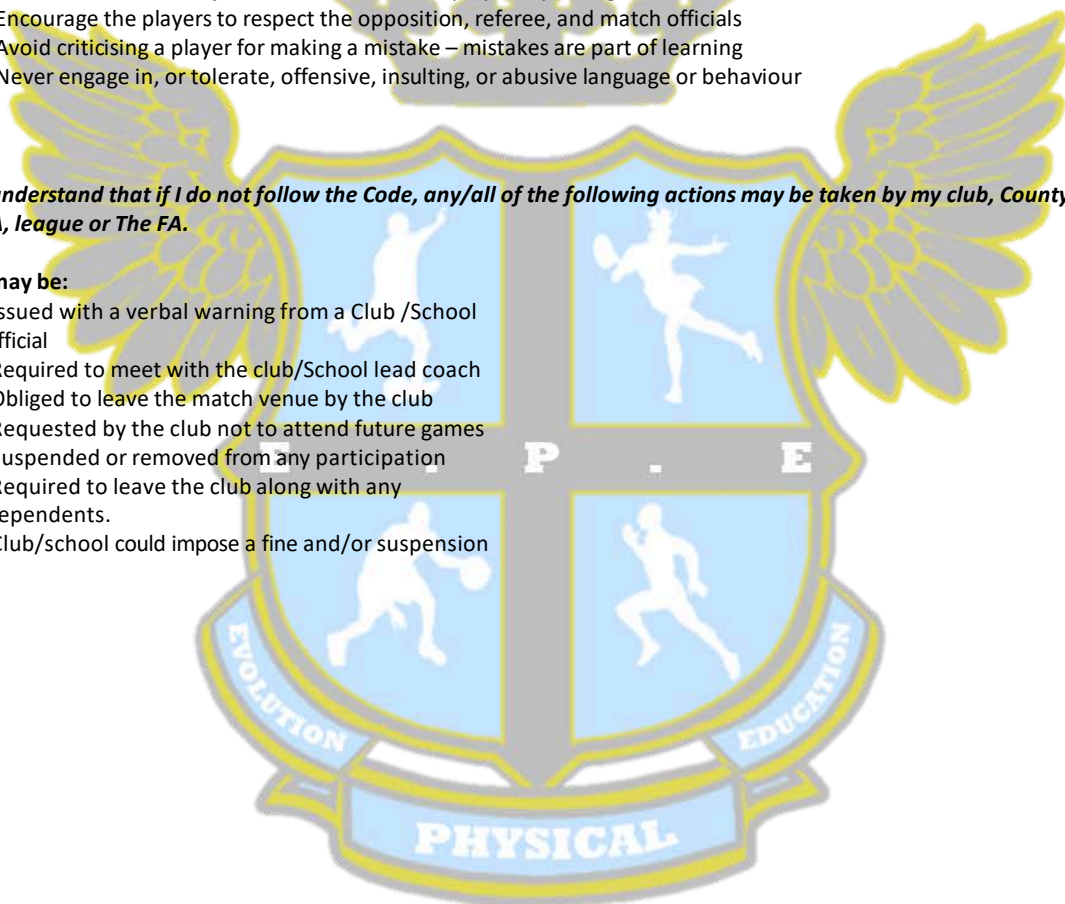 Encourage the players to respect the opposition, referee, and match officials
Avoid criticising a player for making a mistake – mistakes are part of learning
Never engage in, or tolerate, offensive, insulting, or abusive language or behaviour
understand that if I do not follow the Code, any/all of the following actions may be taken by my club, County
league or The FA.
may be:
ssued with a verbal warning from a Club /School
fficial
Required to meet with the club/School lead coach
Obliged to leave the match venue by the club
Requested by the club not to attend future games
uspended or removed from any participation
Required to leave the club along with any
ependents.
Club/school could impose a fine and/or suspension
E . P . E
EVOLUTION
EDUCATION
PHYSICAL